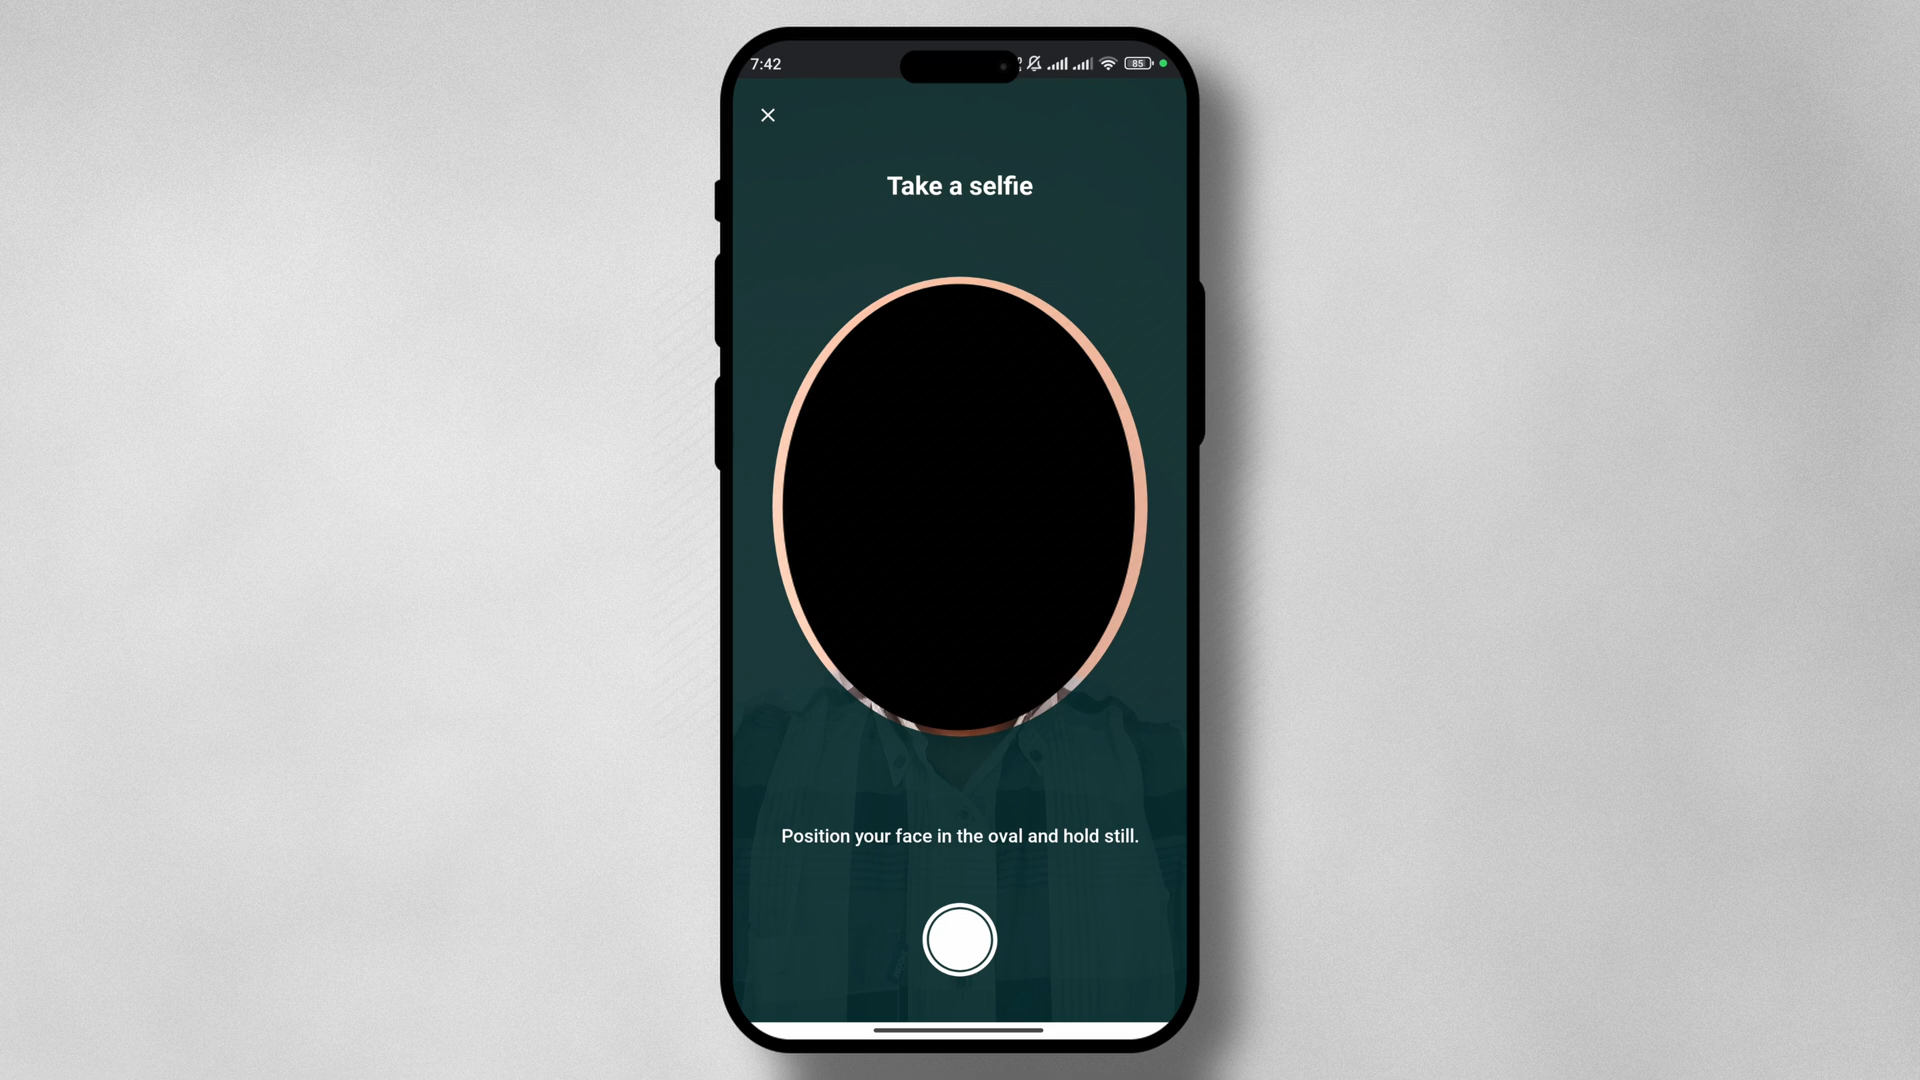 7:42
85
Take a selfie
Position your face in the oval and hold still.